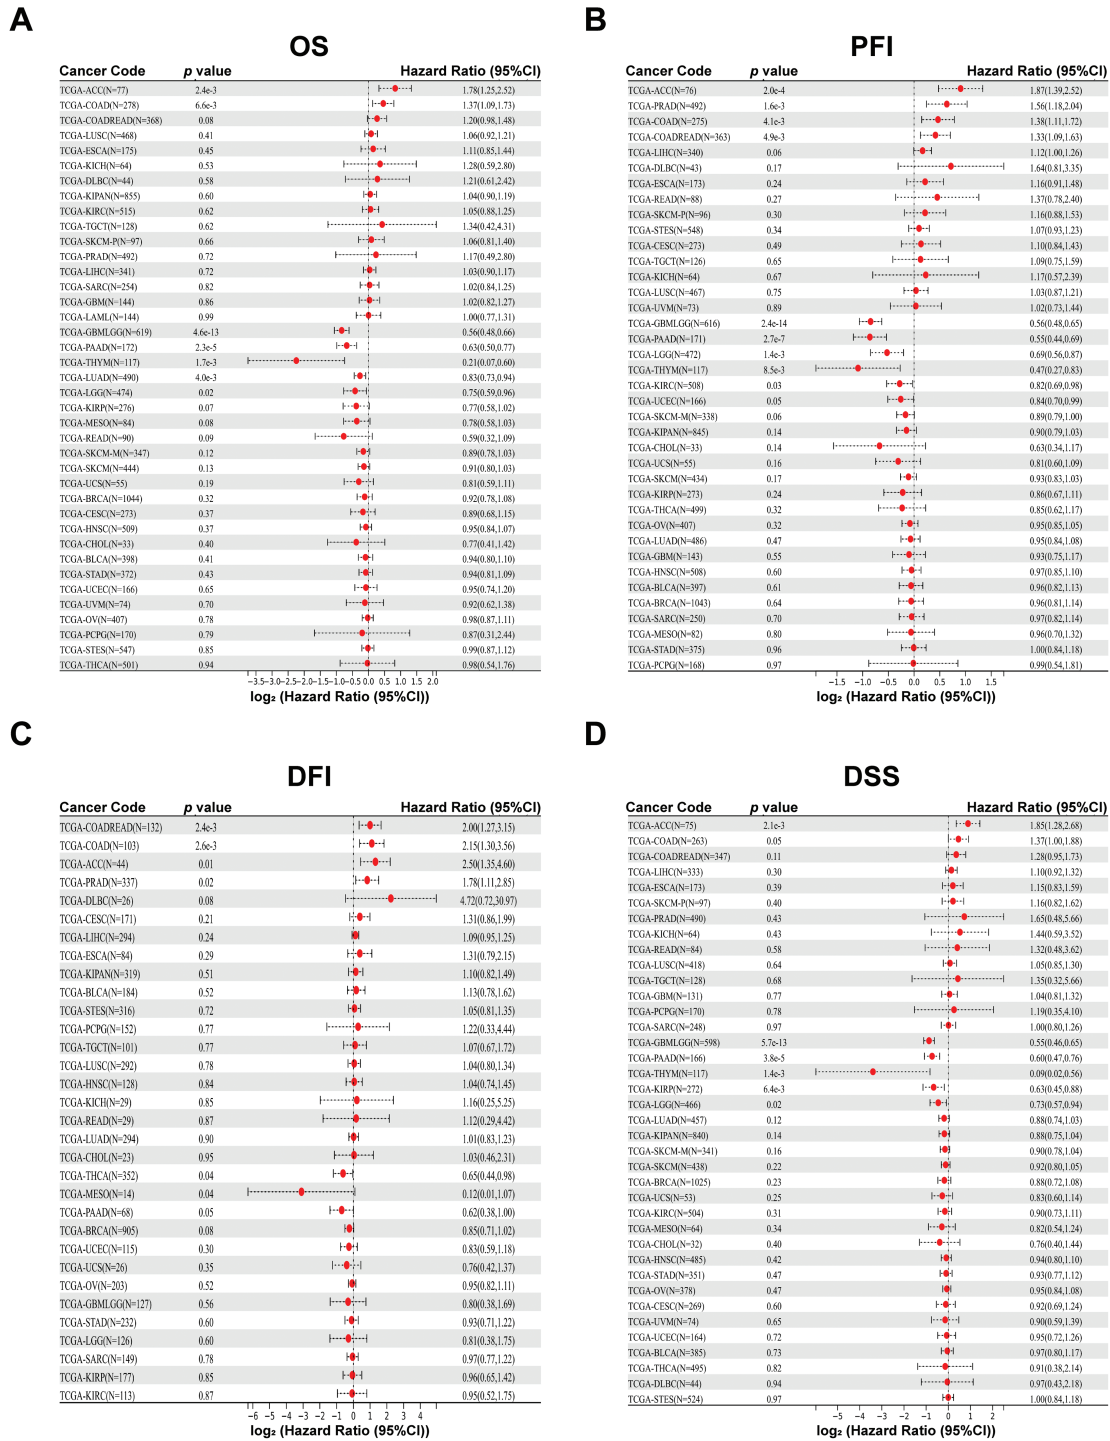 A
OS
Cancer Code p value Hazard Ratio (95%CI)
TCGA-ACC(N=77) 2.4e-3 1.78(1.25,2.52)
TCGA-COAD(N=278) 6.6e-3 1.37(1.09,1.73)
TCGA-COADREAD(N=368) 0.08 1.20(0.98,1.48)
TCGA-LUSC(N=468) 0.41 1.06(0.92,1.21)
TCGA-ESCA(N=175) 0.45 1.11(0.85,1.44)
TCGA-KICH(N=64) 0.53 1.28(0.59,2.80)
TCGA-DLBC(N=44) 0.58 1.21(0.61,2.42)
TCGA-KIPAN(N=855) 0.60 1.04(0.90,1.19)
TCGA-KIRC(N=515) 0.62 1.05(0.88,1.25)
TCGA-TGCT(N=128) 0.62 1.34(0.42,4.31)
TCGA-SKCM-P(N=97) 0.66 1.06(0.81,1.40)
TCGA-PRAD(N=492) 0.72 1.17(0.49,2.80)
TCGA-LIHC(N=341) 0.72 1.03(0.90,1.17)
TCGA-SARC(N=254) 0.82 1.02(0.84,1.25)
TCGA-GBM(N=144) 0.86 1.02(0.82,1.27)
TCGA-LAML(N=144) 0.99 1.00(0.77,1.31)
TCGA-GBMLGG(N=619) 4.6e-13 0.56(0.48,0.66)
TCGA-PAAD(N=172) 2.3e-5 0.63(0.50,0.77)
TCGA-THYM(N=117) 1.7e-3 0.21(0.07,0.60)
TCGA-LUAD(N=490) 4.0e-3 0.83(0.73,0.94)
TCGA-LGG(N=474) 0.02 0.75(0.59,0.96)
TCGA-KIRP(N=276) 0.07 0.77(0.58,1.02)
TCGA-MESO(N=84) 0.08 0.78(0.58,1.03)
TCGA-READ(N=90) 0.09 0.59(0.32,1.09)
TCGA-SKCM-M(N=347) 0.12 0.89(0.78,1.03)
TCGA-SKCM(N=444) 0.13 0.91(0.80,1.03)
TCGA-UCS(N=55) 0.19 0.81(0.59,1.11)
TCGA-BRCA(N=1044) 0.32 0.92(0.78,1.08)
TCGA-CESC(N=273) 0.37 0.89(0.68,1.15)
TCGA-HNSC(N=509) 0.37 0.95(0.84,1.07)
TCGA-CHOL(N=33) 0.40 0.77(0.41,1.42)
TCGA-BLCA(N=398) 0.41 0.94(0.80,1.10)
TCGA-STAD(N=372) 0.43 0.94(0.81,1.09)
TCGA-UCEC(N=166) 0.65 0.95(0.74,1.20)
TCGA-UVM(N=74) 0.70 0.92(0.62,1.38)
TCGA-OV(N=407) 0.78 0.98(0.87,1.11)
TCGA-PCPG(N=170) 0.79 0.87(0.31,2.44)
TCGA-STES(N=547) 0.85 0.99(0.87,1.12)
TCGA-THCA(N=501) 0.94 0.98(0.54,1.76)
-3.5-3.0-2.5-2.0-1.5-1.0-0.5 0.0 0.5 1.0 1.5 2.0
log₂ (Hazard Ratio (95%CI))
B
PFI
Cancer Code p value Hazard Ratio (95%CI)
TCGA-ACC(N=76) 2.0e-4 1.87(1.39,2.52)
TCGA-PRAD(N=492) 1.6e-3 1.56(1.18,2.04)
TCGA-COAD(N=275) 4.1e-3 1.38(1.11,1.72)
TCGA-COADREAD(N=363) 4.9e-3 1.33(1.09,1.63)
TCGA-LIHC(N=340) 0.06 1.12(1.00,1.26)
TCGA-DLBC(N=43) 0.17 1.64(0.81,3.35)
TCGA-ESCA(N=173) 0.24 1.16(0.91,1.48)
TCGA-READ(N=88) 0.27 1.37(0.78,2.40)
TCGA-SKCM-P(N=96) 0.30 1.16(0.88,1.53)
TCGA-STES(N=548) 0.34 1.07(0.93,1.23)
TCGA-CESC(N=273) 0.49 1.10(0.84,1.43)
TCGA-TGCT(N=126) 0.65 1.09(0.75,1.59)
TCGA-KICH(N=64) 0.67 1.17(0.57,2.39)
TCGA-LUSC(N=467) 0.75 1.03(0.87,1.21)
TCGA-UVM(N=73) 0.89 1.02(0.73,1.44)
TCGA-GBMLGG(N=616) 2.4e-14 0.56(0.48,0.65)
TCGA-PAAD(N=171) 2.7e-7 0.55(0.44,0.69)
TCGA-LGG(N=472) 1.4e-3 0.69(0.56,0.87)
TCGA-THYM(N=117) 8.5e-3 0.47(0.27,0.83)
TCGA-KIRC(N=508) 0.03 0.82(0.69,0.98)
TCGA-UCEC(N=166) 0.05 0.84(0.70,0.99)
TCGA-SKCM-M(N=338) 0.06 0.89(0.79,1.00)
TCGA-KIPAN(N=845) 0.14 0.90(0.79,1.03)
TCGA-CHOL(N=33) 0.14 0.63(0.34,1.17)
TCGA-UCS(N=55) 0.16 0.81(0.60,1.09)
TCGA-SKCM(N=434) 0.17 0.93(0.83,1.03)
TCGA-KIRP(N=273) 0.24 0.86(0.67,1.11)
TCGA-THCA(N=499) 0.32 0.85(0.62,1.17)
TCGA-OV(N=407) 0.32 0.95(0.85,1.05)
TCGA-LUAD(N=486) 0.47 0.95(0.84,1.08)
TCGA-GBM(N=143) 0.55 0.93(0.75,1.17)
TCGA-HNSC(N=508) 0.60 0.97(0.85,1.10)
TCGA-BLCA(N=397) 0.61 0.96(0.82,1.13)
TCGA-BRCA(N=1043) 0.64 0.96(0.81,1.14)
TCGA-SARC(N=250) 0.70 0.97(0.82,1.14)
TCGA-MESO(N=82) 0.80 0.96(0.70,1.32)
TCGA-STAD(N=375) 0.96 1.00(0.84,1.18)
TCGA-PCPG(N=168) 0.97 0.99(0.54,1.81)
-1.5 -1.0 -0.5 0.0 0.5 1.0 1.5
log₂ (Hazard Ratio (95%CI))
C
DFI
Cancer Code p value Hazard Ratio (95%CI)
TCGA-COADREAD(N=132) 2.4e-3 2.00(1.27,3.15)
TCGA-COAD(N=103) 2.6e-3 2.15(1.30,3.56)
TCGA-ACC(N=44) 0.01 2.50(1.35,4.60)
TCGA-PRAD(N=337) 0.02 1.78(1.11,2.85)
TCGA-DLBC(N=26) 0.08 4.72(0.72,30.97)
TCGA-CESC(N=171) 0.21 1.31(0.86,1.99)
TCGA-LIHC(N=294) 0.24 1.09(0.95,1.25)
TCGA-ESCA(N=84) 0.29 1.31(0.79,2.15)
TCGA-KIPAN(N=319) 0.51 1.10(0.82,1.49)
TCGA-BLCA(N=184) 0.52 1.13(0.78,1.62)
TCGA-STES(N=316) 0.72 1.05(0.81,1.35)
TCGA-PCPG(N=152) 0.77 1.22(0.33,4.44)
TCGA-TGCT(N=101) 0.77 1.07(0.67,1.72)
TCGA-LUSC(N=292) 0.78 1.04(0.80,1.34)
TCGA-HNSC(N=128) 0.84 1.04(0.74,1.45)
TCGA-KICH(N=29) 0.85 1.16(0.25,5.25)
TCGA-READ(N=29) 0.87 1.12(0.29,4.42)
TCGA-LUAD(N=294) 0.90 1.01(0.83,1.23)
TCGA-CHOL(N=23) 0.95 1.03(0.46,2.31)
TCGA-THCA(N=352) 0.04 0.65(0.44,0.98)
TCGA-MESO(N=14) 0.04 0.12(0.01,1.07)
TCGA-PAAD(N=68) 0.05 0.62(0.38,1.00)
TCGA-BRCA(N=905) 0.08 0.85(0.71,1.02)
TCGA-UCEC(N=115) 0.30 0.83(0.59,1.18)
TCGA-UCS(N=26) 0.35 0.76(0.42,1.37)
TCGA-OV(N=203) 0.52 0.95(0.82,1.11)
TCGA-GBMLGG(N=127) 0.56 0.80(0.38,1.69)
TCGA-STAD(N=232) 0.60 0.93(0.71,1.22)
TCGA-LGG(N=126) 0.60 0.81(0.38,1.75)
TCGA-SARC(N=149) 0.78 0.97(0.77,1.22)
TCGA-KIRP(N=177) 0.85 0.96(0.65,1.42)
TCGA-KIRC(N=113) 0.87 0.95(0.52,1.75)
-6 -5 -4 -3 -2 -1 0 1 2 3 4
log₂ (Hazard Ratio (95%CI))
D
DSS
Cancer Code p value Hazard Ratio (95%CI)
TCGA-ACC(N=75) 2.1e-3 1.85(1.28,2.68)
TCGA-COAD(N=263) 0.05 1.37(1.00,1.88)
TCGA-COADREAD(N=347) 0.11 1.28(0.95,1.73)
TCGA-LIHC(N=333) 0.30 1.10(0.92,1.32)
TCGA-ESCA(N=173) 0.39 1.15(0.83,1.59)
TCGA-SKCM-P(N=97) 0.40 1.16(0.82,1.62)
TCGA-PRAD(N=490) 0.43 1.65(0.48,5.66)
TCGA-KICH(N=64) 0.43 1.44(0.59,3.52)
TCGA-READ(N=84) 0.58 1.32(0.48,3.62)
TCGA-LUSC(N=418) 0.64 1.05(0.85,1.30)
TCGA-TGCT(N=128) 0.68 1.35(0.32,5.66)
TCGA-GBM(N=131) 0.77 1.04(0.81,1.32)
TCGA-PCPG(N=170) 0.78 1.19(0.35,4.10)
TCGA-SARC(N=248) 0.97 1.00(0.80,1.26)
TCGA-GBMLGG(N=598) 5.7e-13 0.55(0.46,0.65)
TCGA-PAAD(N=166) 3.8e-5 0.60(0.47,0.76)
TCGA-THYM(N=117) 1.4e-3 0.09(0.02,0.56)
TCGA-KIRP(N=272) 6.4e-3 0.63(0.45,0.88)
TCGA-LGG(N=466) 0.02 0.73(0.57,0.94)
TCGA-LUAD(N=457) 0.12 0.88(0.74,1.03)
TCGA-KIPAN(N=840) 0.14 0.88(0.75,1.04)
TCGA-SKCM-M(N=341) 0.16 0.90(0.78,1.04)
TCGA-SKCM(N=438) 0.22 0.92(0.80,1.05)
TCGA-BRCA(N=1025) 0.23 0.88(0.72,1.08)
TCGA-UCS(N=53) 0.25 0.83(0.60,1.14)
TCGA-KIRC(N=504) 0.31 0.90(0.73,1.11)
TCGA-MESO(N=64) 0.34 0.82(0.54,1.24)
TCGA-CHOL(N=32) 0.40 0.76(0.40,1.44)
TCGA-HNSC(N=485) 0.42 0.94(0.80,1.10)
TCGA-STAD(N=351) 0.47 0.93(0.77,1.12)
TCGA-OV(N=378) 0.47 0.95(0.84,1.08)
TCGA-CESC(N=269) 0.60 0.92(0.69,1.24)
TCGA-UVM(N=74) 0.65 0.90(0.59,1.39)
TCGA-UCEC(N=164) 0.72 0.95(0.72,1.26)
TCGA-BLCA(N=385) 0.73 0.97(0.80,1.17)
TCGA-THCA(N=495) 0.82 0.91(0.38,2.14)
TCGA-DLBC(N=44) 0.94 0.97(0.43,2.18)
TCGA-STES(N=524) 0.97 1.00(0.84,1.18)
-5 -4 -3 -2 -1 0 1 2
log₂ (Hazard Ratio (95%CI))